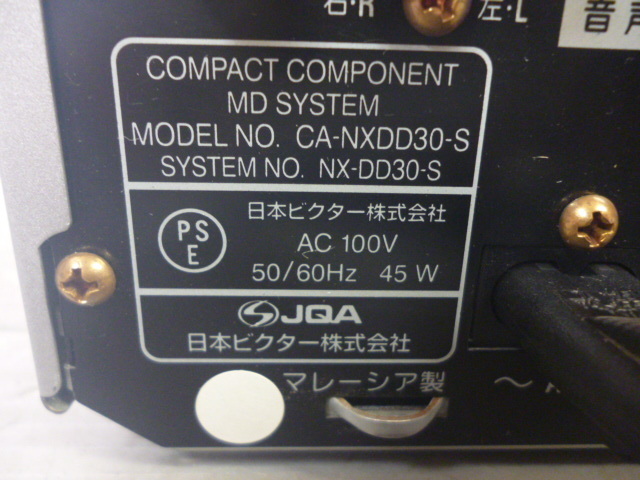 右・R 左・L
音声
COMPACT COMPONENT
MD SYSTEM
MODEL NO. CA-NXDD30-S
SYSTEM NO. NX-DD30-S
PS
E
日本ビクター株式会社
AC 100V
50/60Hz 45 W
JQA
日本ビクター株式会社
マレーシア製
～